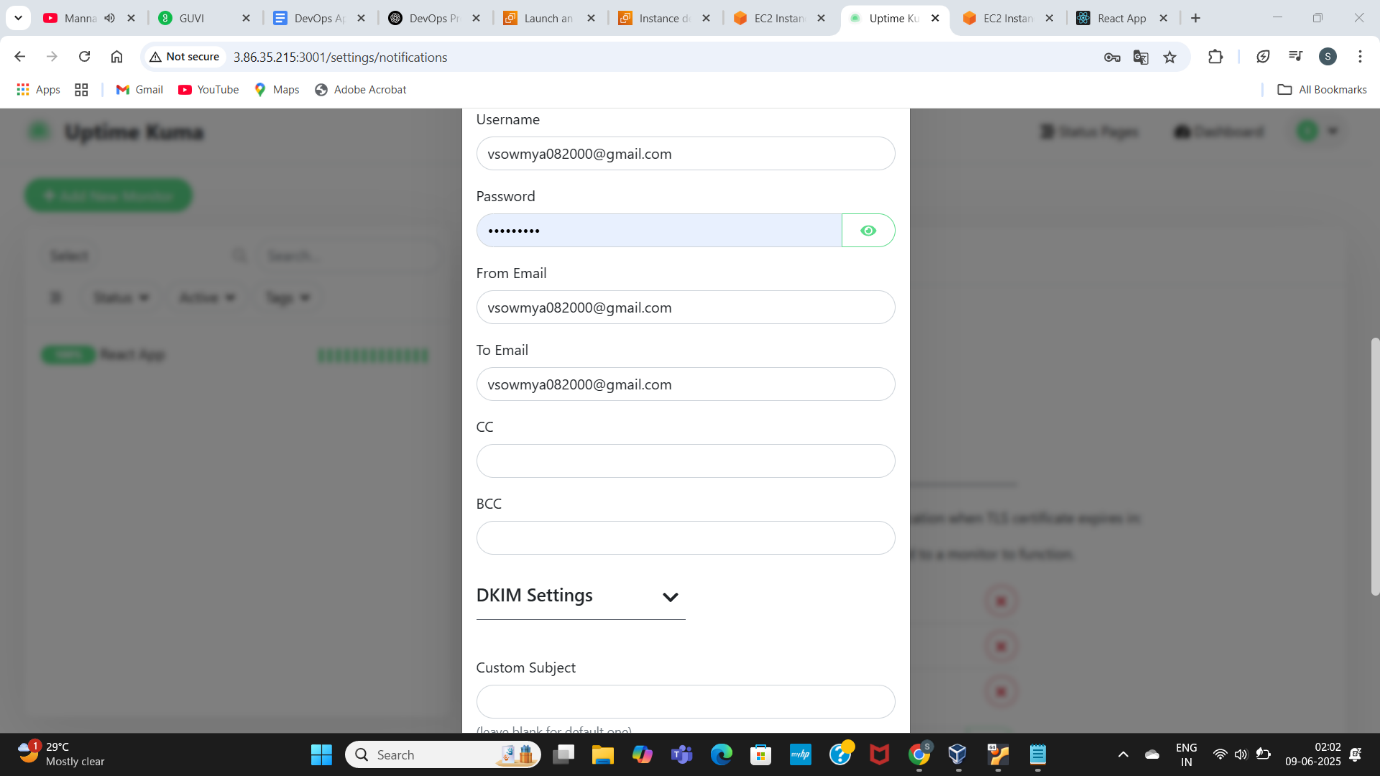 Manna
GUVI
DevOps A
DevOps Pr
Launch an
Instance d
EC2 Instan
Uptime Ku
EC2 Instan
React App
Not secure
3.86.35.215:3001/settings/notifications
S
Apps
Gmail
YouTube
Maps
Adobe Acrobat
All Bookmarks
Uptime Kuma
Status Pages
Dashboard
+ Add New Monitor
Select
Search...
Status
Active
Tags
100%
React App
Username
vsowmya082000@gmail.com
Password
•••••••••
From Email
vsowmya082000@gmail.com
To Email
vsowmya082000@gmail.com
CC
BCC
DKIM Settings
Custom Subject
(leave blank for default one)
when TLS certificate expires in:
to a monitor to function.
1
29°C
Mostly clear
Search
myhp
S
ENG
IN
02:02
09-06-2025